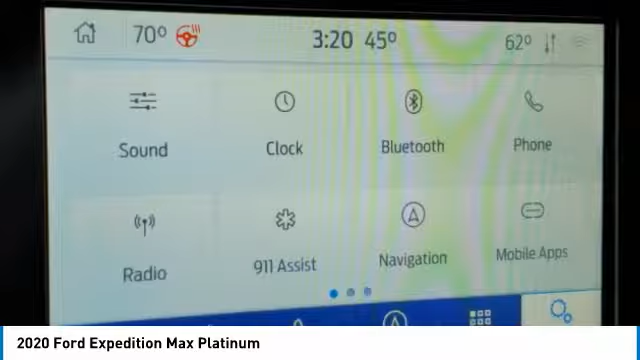 70° 3:20 45° 62°
Sound Clock Bluetooth Phone
Radio 911 Assist Navigation Mobile Apps
2020 Ford Expedition Max Platinum